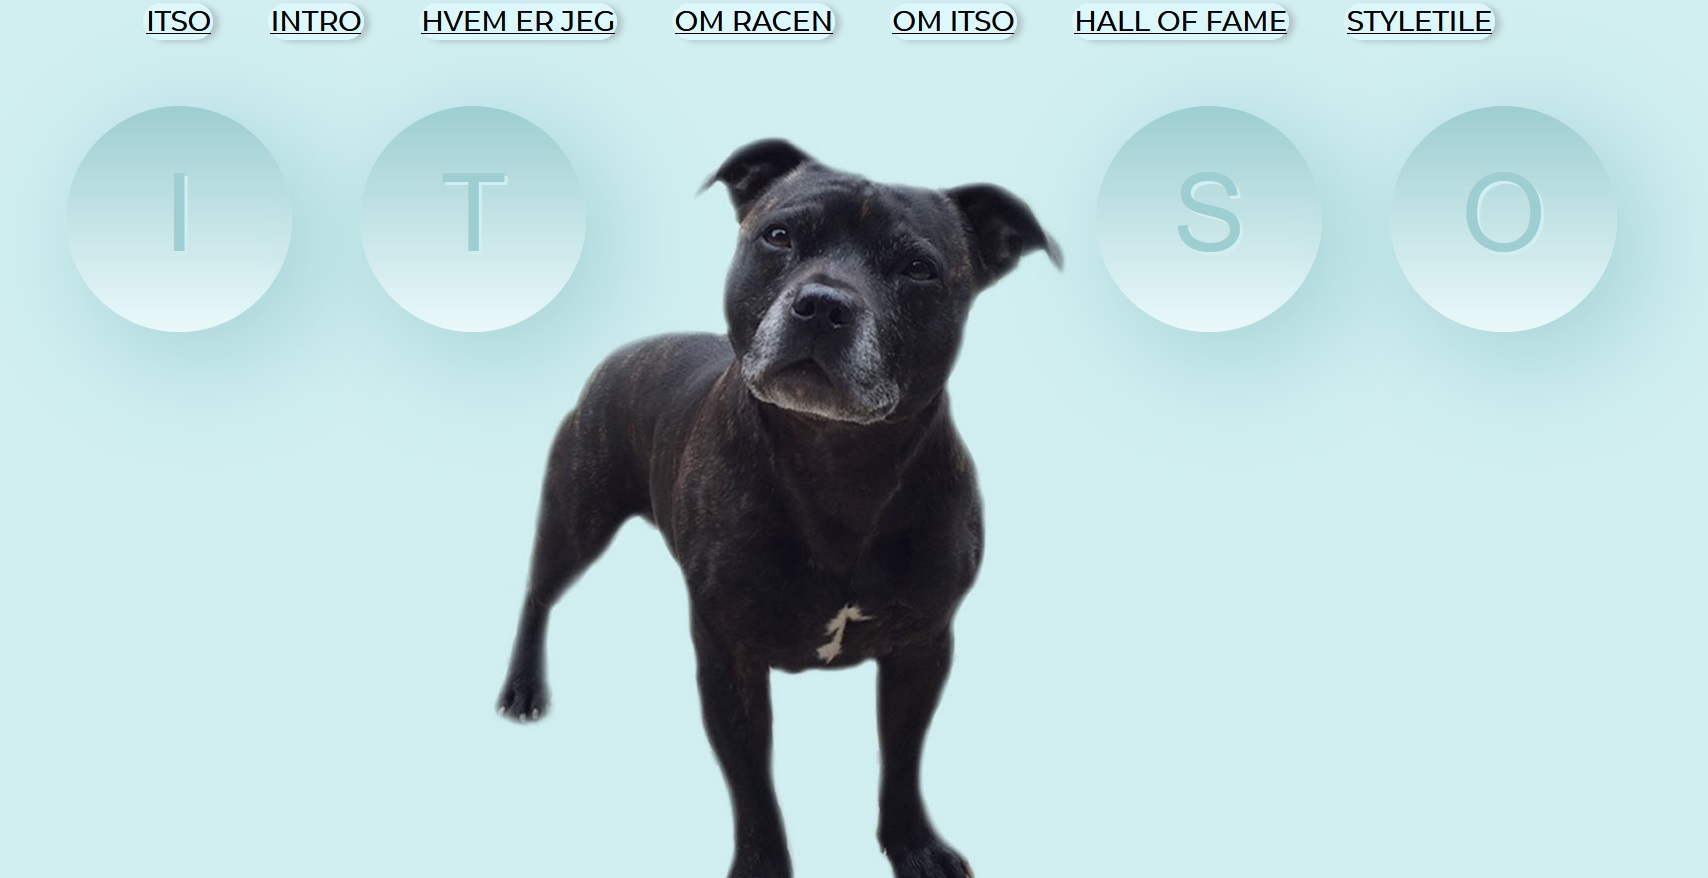 ITSO INTRO HVEM ER JEG OM RACEN OM ITSO HALL OF FAME STYLETILE
I T S O